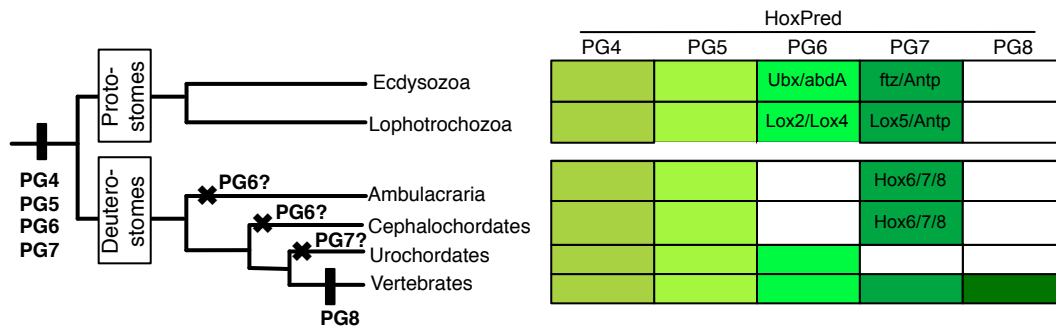 HoxPred
PG4 PG5 PG6 PG7 PG8
Proto-
stomes
Ecdysozoa
Ubx/abdA
ftz/Antp
Lophotrochozoa
Lox2/Lox4
Lox5/Antp
PG4
PG5
PG6
PG7
Deutero-
stomes
PG6?
Ambulacraria
Hox6/7/8
PG6?
Cephalochordates
Hox6/7/8
PG7?
Urochordates
Vertebrates
PG8